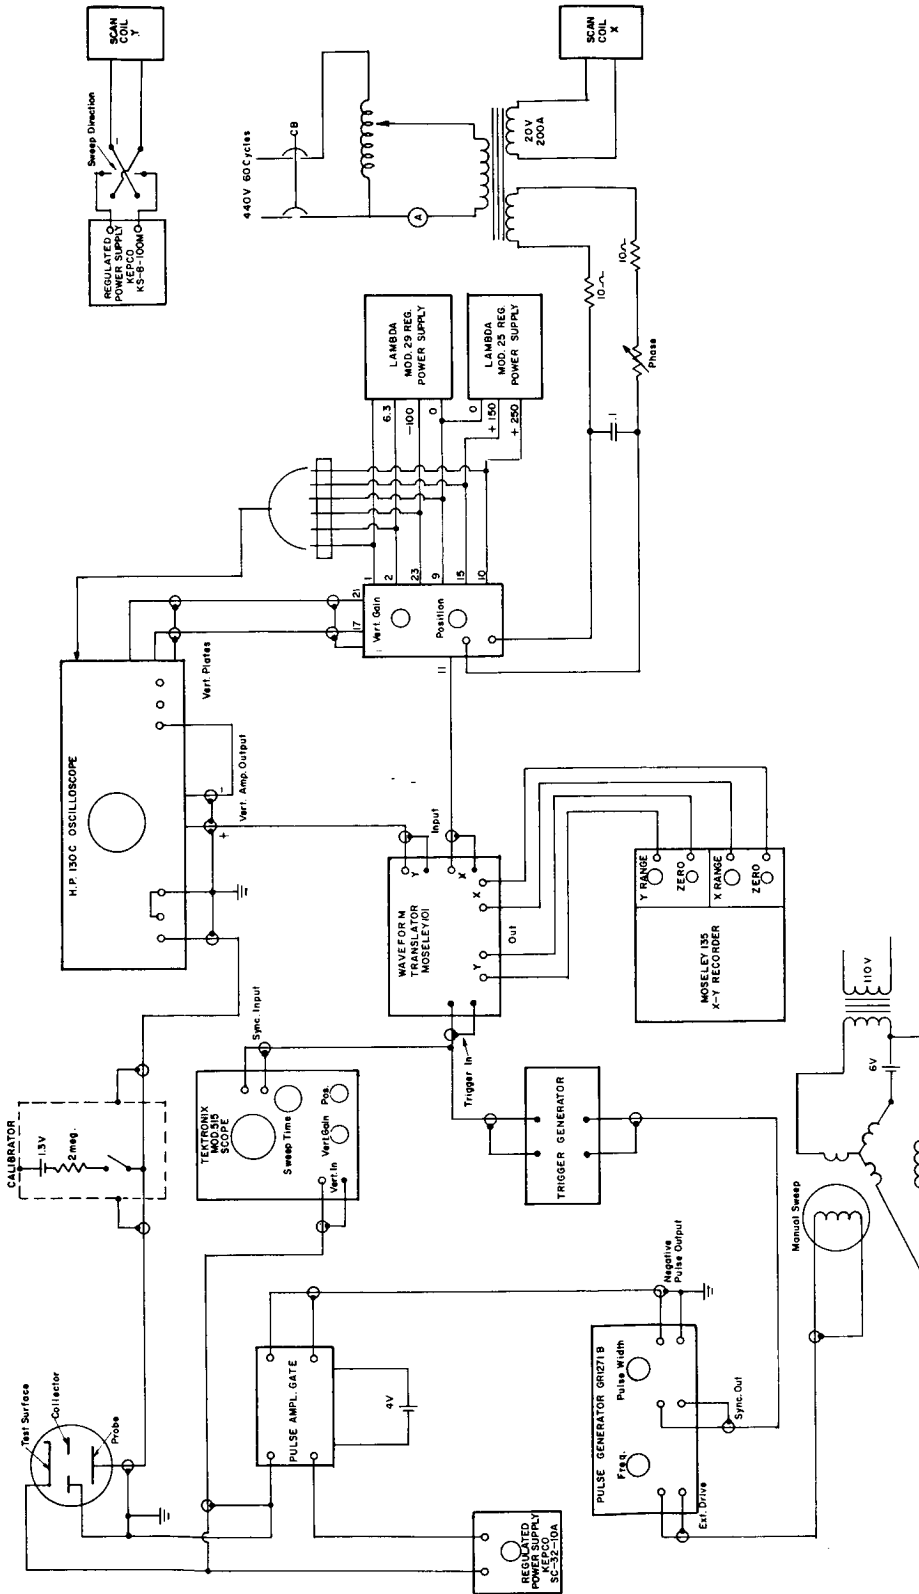 SCAN
COIL
Y
Sweep Direction
REGULATED
POWER SUPPLY
KEPCO
KS-8-100M
440V 60 Cycles
CB
A
20V
200A
SCAN
COIL
X
10Ω
10Ω
Phase
.1
LAMBDA
MOD. 29 REG.
POWER SUPPLY
6.3
-100
0
LAMBDA
MOD. 25 REG.
POWER SUPPLY
0
+150
+250
1
2
23
9
15
10
21
17
11
Vert. Gain
Position
H.P. 130C OSCILLOSCOPE
Vert. Plates
Vert. Amp. Output
+
-
WAVEFORM
TRANSLATOR
MOSELEY 101
Y
X
Input
Y
X
Out
Trigger In
Y RANGE
ZERO
X RANGE
ZERO
MOSELEY 135
X-Y RECORDER
CALIBRATOR
1.3V
2 meg.
TEKTRONIX
MOD. 515
SCOPE
Sweep Time
Vert. Gain
Pos.
Vert. In
Sync. Input
TRIGGER GENERATOR
Test Surface
Collector
Probe
PULSE AMPL. GATE
4V
REGULATED
POWER SUPPLY
KEPCO
SC-32-10A
PULSE GENERATOR GR1271B
Freq.
Pulse Width
Negative
Pulse Output
Sync. Out
Ext. Drive
Manual Sweep
6V
110V